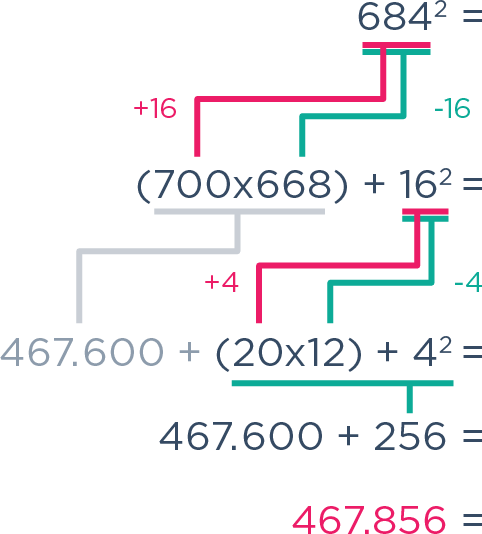 684² =
+16 -16
(700x668) + 16² =
+4 -4
467.600 + (20x12) + 4² =
467.600 + 256 =
467.856 =